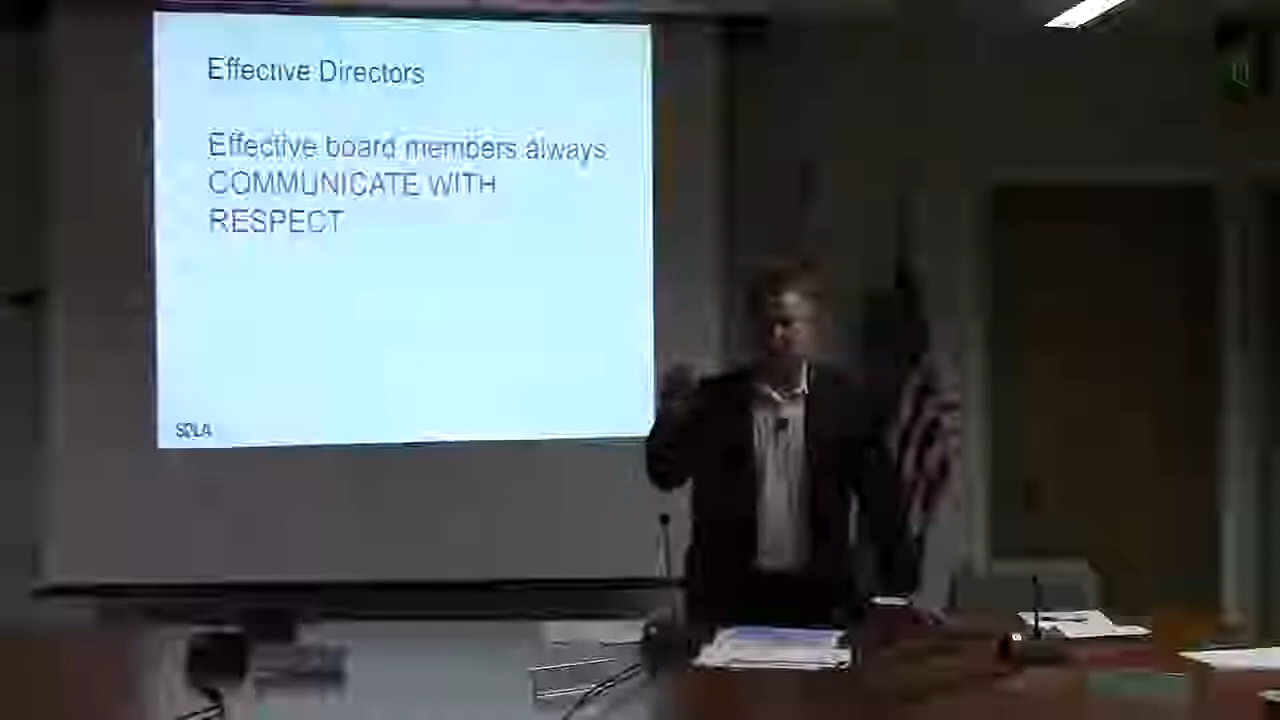 Effective Directors
Effective board members always
COMMUNICATE WITH
RESPECT
SDLA